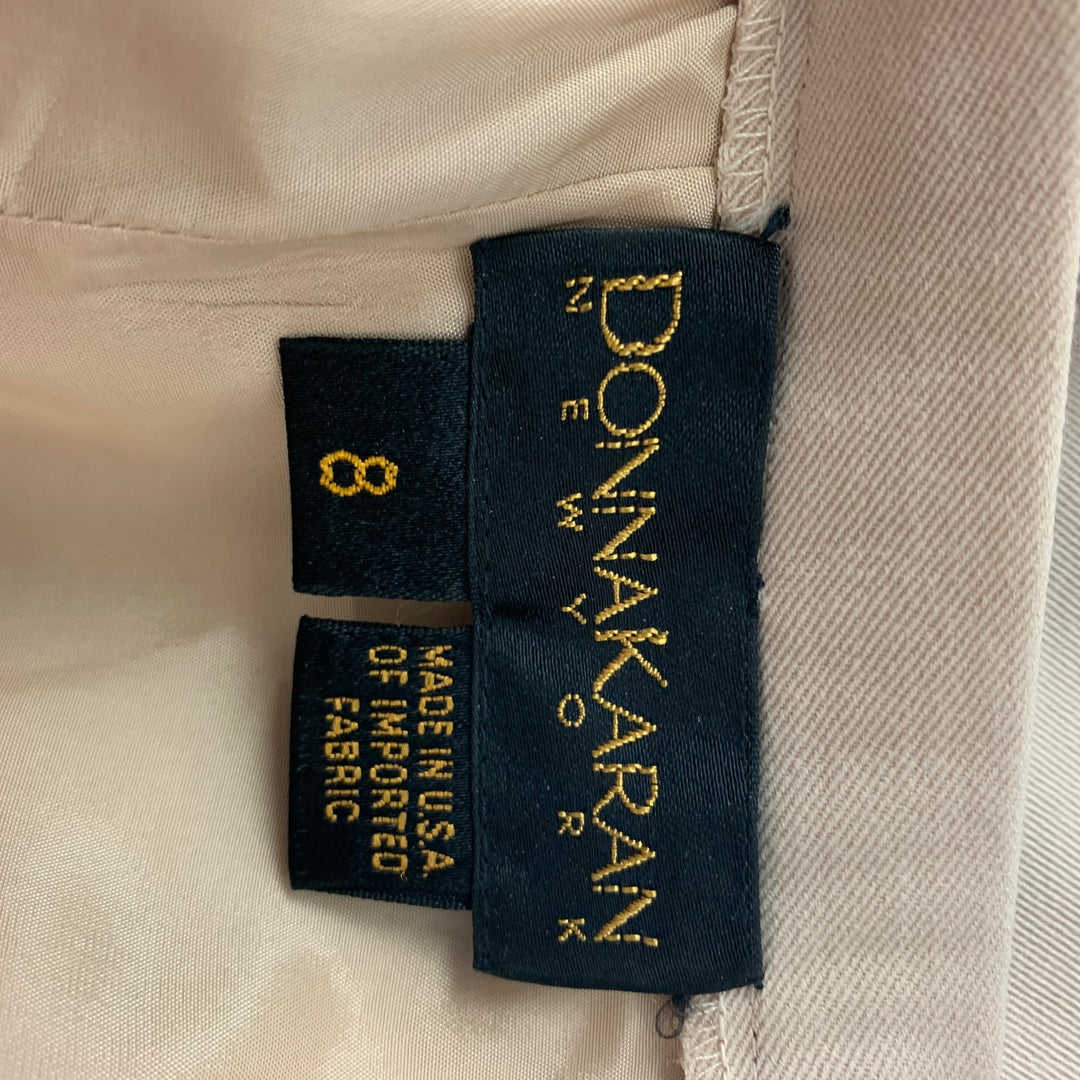 DONNAKARAN
NEW YORK
8
MADE IN U.S.A.
OF IMPORTED
FABRIC